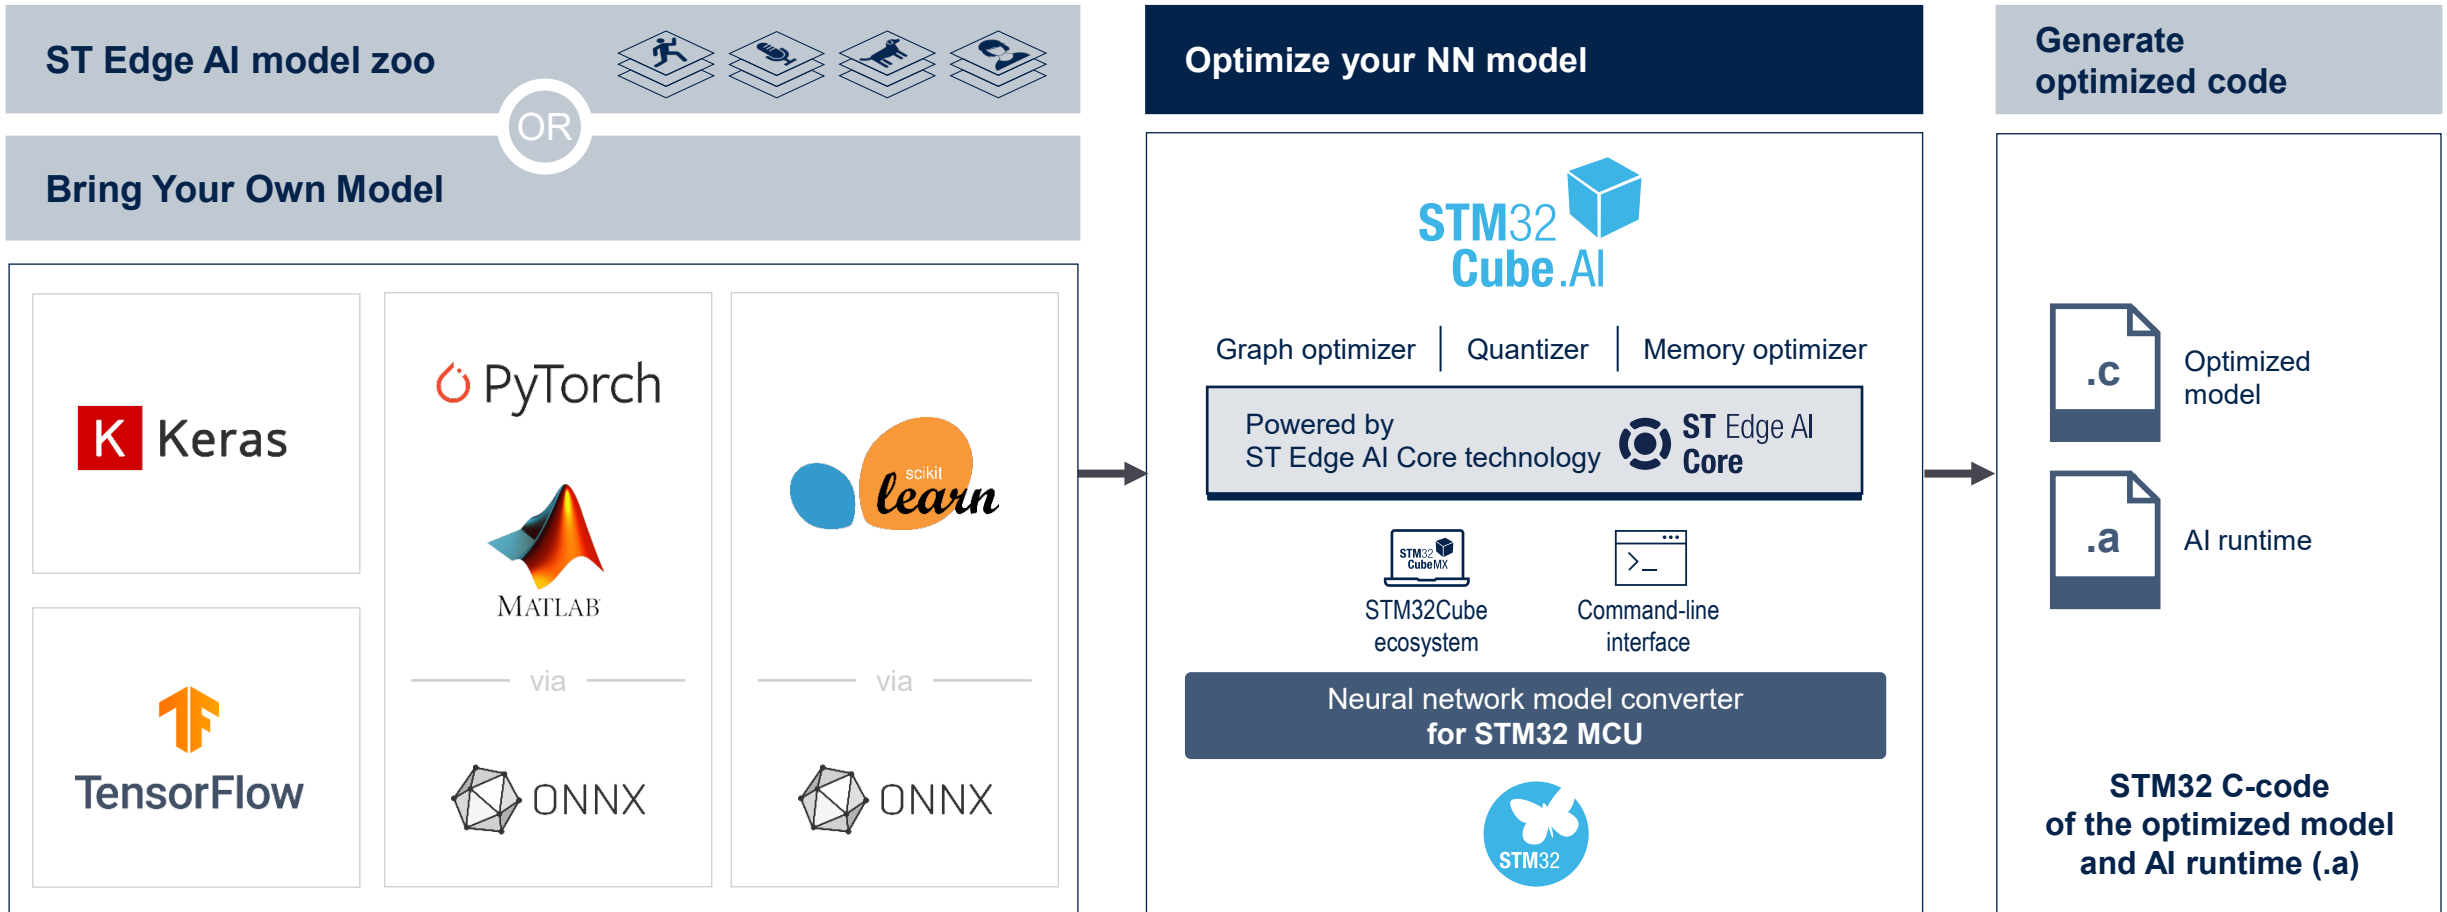 ST Edge AI model zoo
OR
Bring Your Own Model
K Keras
TensorFlow
PyTorch
MATLAB
via
ONNX
scikit
learn
via
ONNX
Optimize your NN model
STM32
Cube.AI
Graph optimizer
Quantizer
Memory optimizer
Powered by
ST Edge AI Core technology
ST Edge AI
Core
STM32
CubeMX
STM32Cube
ecosystem
>_
Command-line
interface
Neural network model converter
for STM32 MCU
STM32
Generate
optimized code
.c
Optimized
model
.a
AI runtime
STM32 C-code
of the optimized model
and AI runtime (.a)